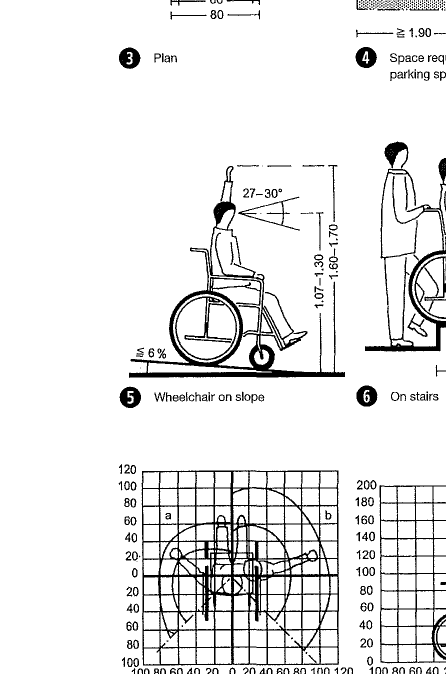 60
80
≧ 1.90
3 Plan
4 Space req
parking sp
27–30°
1.07–1.30
1.60–1.70
≦ 6 %
5 Wheelchair on slope
6 On stairs
120
100
80
60
40
20
0
20
40
60
80
100
a
b
100 80 60 40 20 0 20 40 60 80 100 120
200
180
160
140
120
100
80
60
40
20
0
100 80 60 40 20